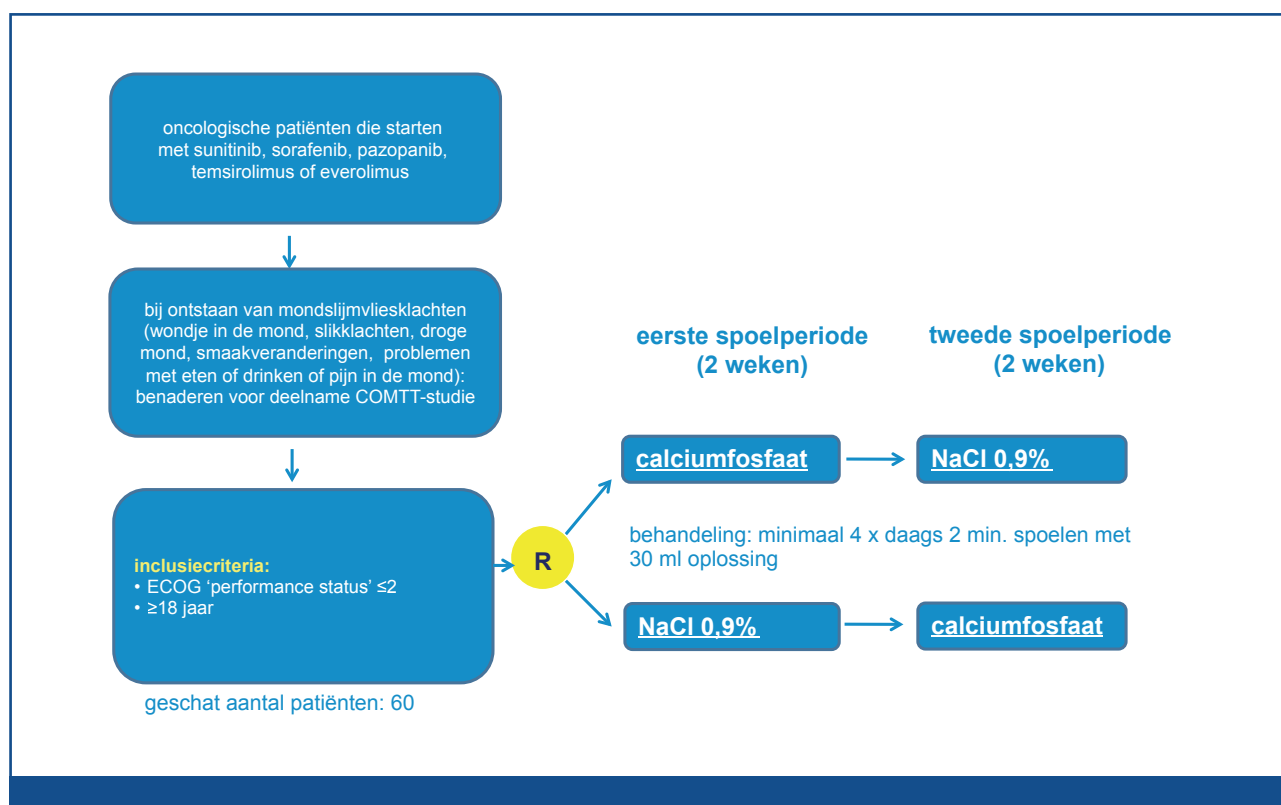 oncologische patiënten die starten
met sunitinib, sorafenib, pazopanib,
temsirolimus of everolimus
bij ontstaan van mondslijmvliesklachten
(wondje in de mond, slikklachten, droge
mond, smaakveranderingen, problemen
met eten of drinken of pijn in de mond):
benaderen voor deelname COMTT-studie
inclusiecriteria:
• ECOG ‘performance status’ ≤2
• ≥18 jaar
geschat aantal patiënten: 60
R
eerste spoelperiode
(2 weken)
tweede spoelperiode
(2 weken)
calciumfosfaat
NaCl 0,9%
behandeling: minimaal 4 x daags 2 min. spoelen met
30 ml oplossing
NaCl 0,9%
calciumfosfaat